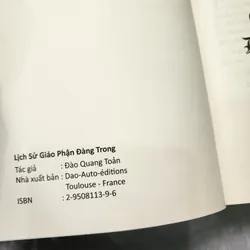 Lịch Sử Giáo Phận Đàng Trong
Tác giả : Đào Quang Toản
Nhà xuất bản : Dao-Auto-éditions
Toulouse - France
ISBN : 2-9508113-9-6